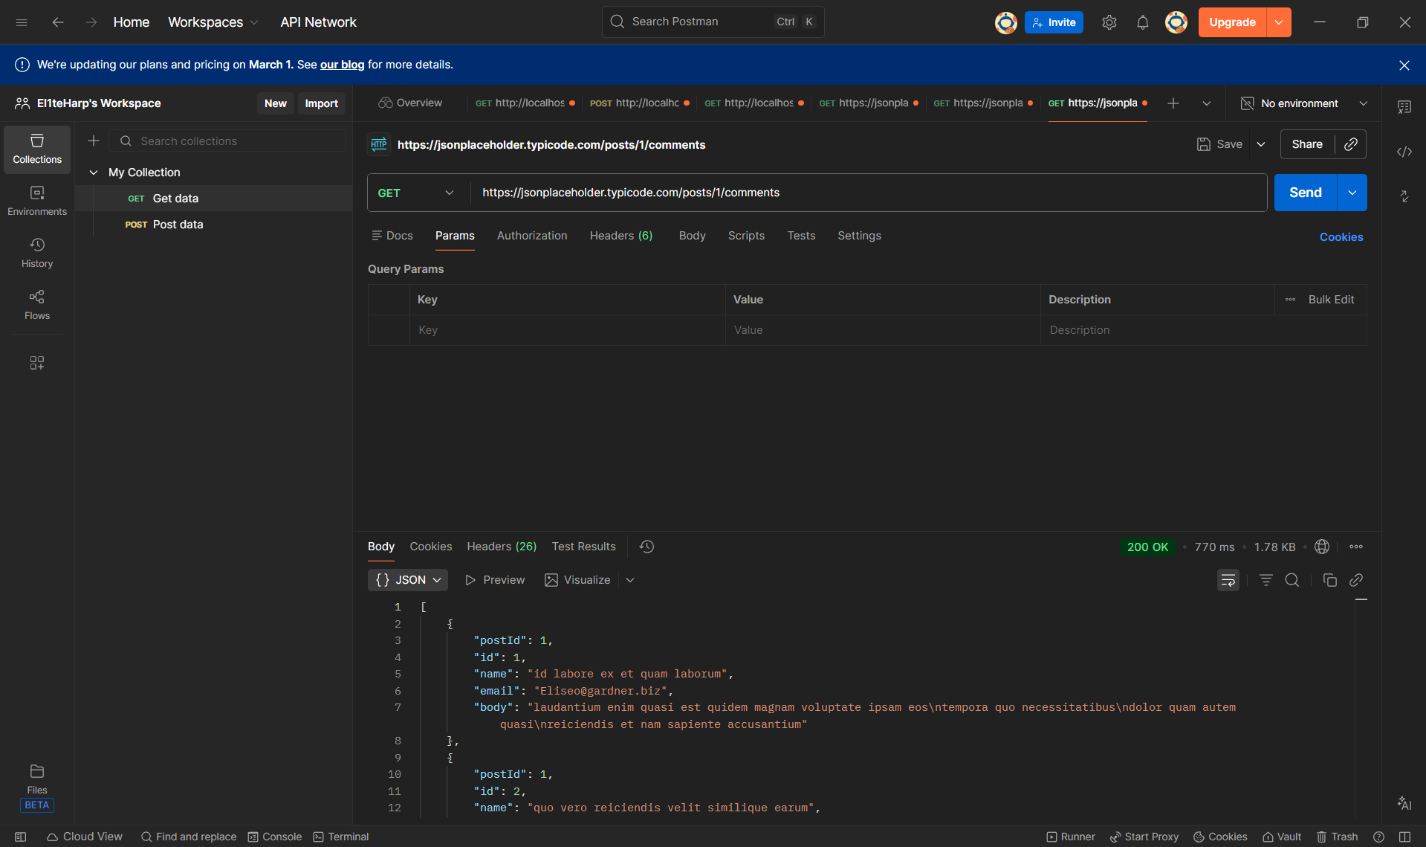 Home Workspaces API Network Search Postman Ctrl K Invite Upgrade
We're updating our plans and pricing on March 1. See our blog for more details.
El1teHarp's Workspace New Import Overview GET http://localhos POST http://localhc GET http://localhos GET https://jsonpla GET https://jsonpla GET https://jsonpla No environment
Search collections
Collections
My Collection
GET Get data
POST Post data
Environments
History
Flows
Files
BETA
HTTP https://jsonplaceholder.typicode.com/posts/1/comments Save Share
GET https://jsonplaceholder.typicode.com/posts/1/comments Send
Docs Params Authorization Headers (6) Body Scripts Tests Settings Cookies
Query Params
Key Value Description Bulk Edit
Key Value Description
Body Cookies Headers (26) Test Results 200 OK 770 ms 1.78 KB
{} JSON Preview Visualize
1 [
2 {
3 "postId": 1,
4 "id": 1,
5 "name": "id labore ex et quam laborum",
6 "email": "Eliseo@gardner.biz",
7 "body": "laudantium enim quasi est quidem magnam voluptate ipsam eos\ntempora quo necessitatibus\ndolor quam autem
quasi\nreiciendis et nam sapiente accusantium"
8 },
9 {
10 "postId": 1,
11 "id": 2,
12 "name": "quo vero reiciendis velit similique earum",
AI
Cloud View Find and replace Console Terminal Runner Start Proxy Cookies Vault Trash